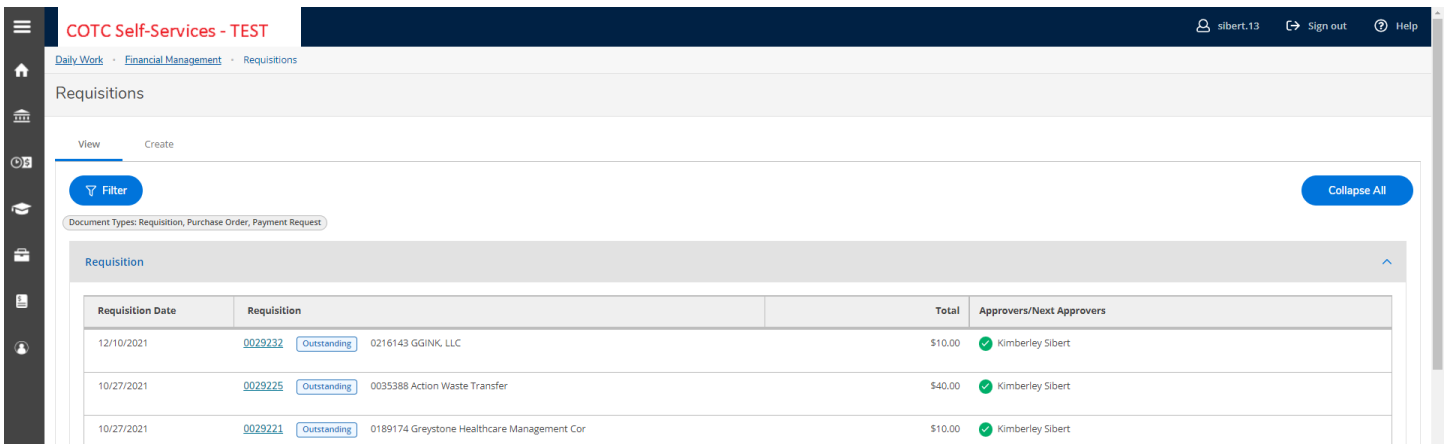 COTC Self-Services - TEST
sibert.13 Sign out Help
Daily Work · Financial Management · Requisitions
Requisitions
View Create
Filter Collapse All
Document Types: Requisition, Purchase Order, Payment Request
Requisition
Requisition Date Requisition Total Approvers/Next Approvers
12/10/2021 0029232 Outstanding 0216143 GGINK, LLC $10.00 Kimberley Sibert
10/27/2021 0029225 Outstanding 0035388 Action Waste Transfer $40.00 Kimberley Sibert
10/27/2021 0029221 Outstanding 0189174 Greystone Healthcare Management Cor $10.00 Kimberley Sibert